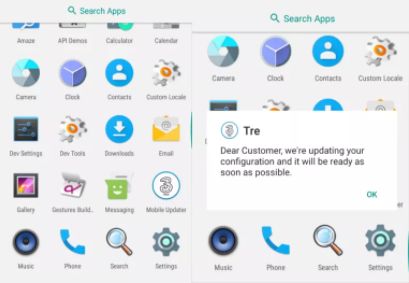 Search Apps
Amaze API Demos Calculator Calendar
Camera Clock Contacts Custom Locale
Dev Settings Dev Tools Downloads Email
Gallery Gestures Build.. Messaging Mobile Updater
Music Phone Search Settings
Search Apps
Camera Clock Contacts Custom Locale
3 Tre
Dear Customer, we're updating your
configuration and it will be ready as
soon as possible.
OK
Music Phone Search Settings